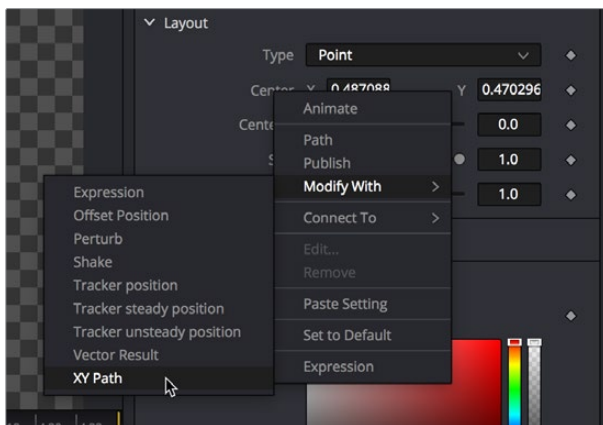 Layout
Type Point
Center X 0.487088 Y 0.470296
0.0
1.0
1.0
Animate
Path
Publish
Modify With >
Connect To >
Edit...
Remove
Paste Setting
Set to Default
Expression
Expression
Offset Position
Perturb
Shake
Tracker position
Tracker steady position
Tracker unsteady position
Vector Result
XY Path